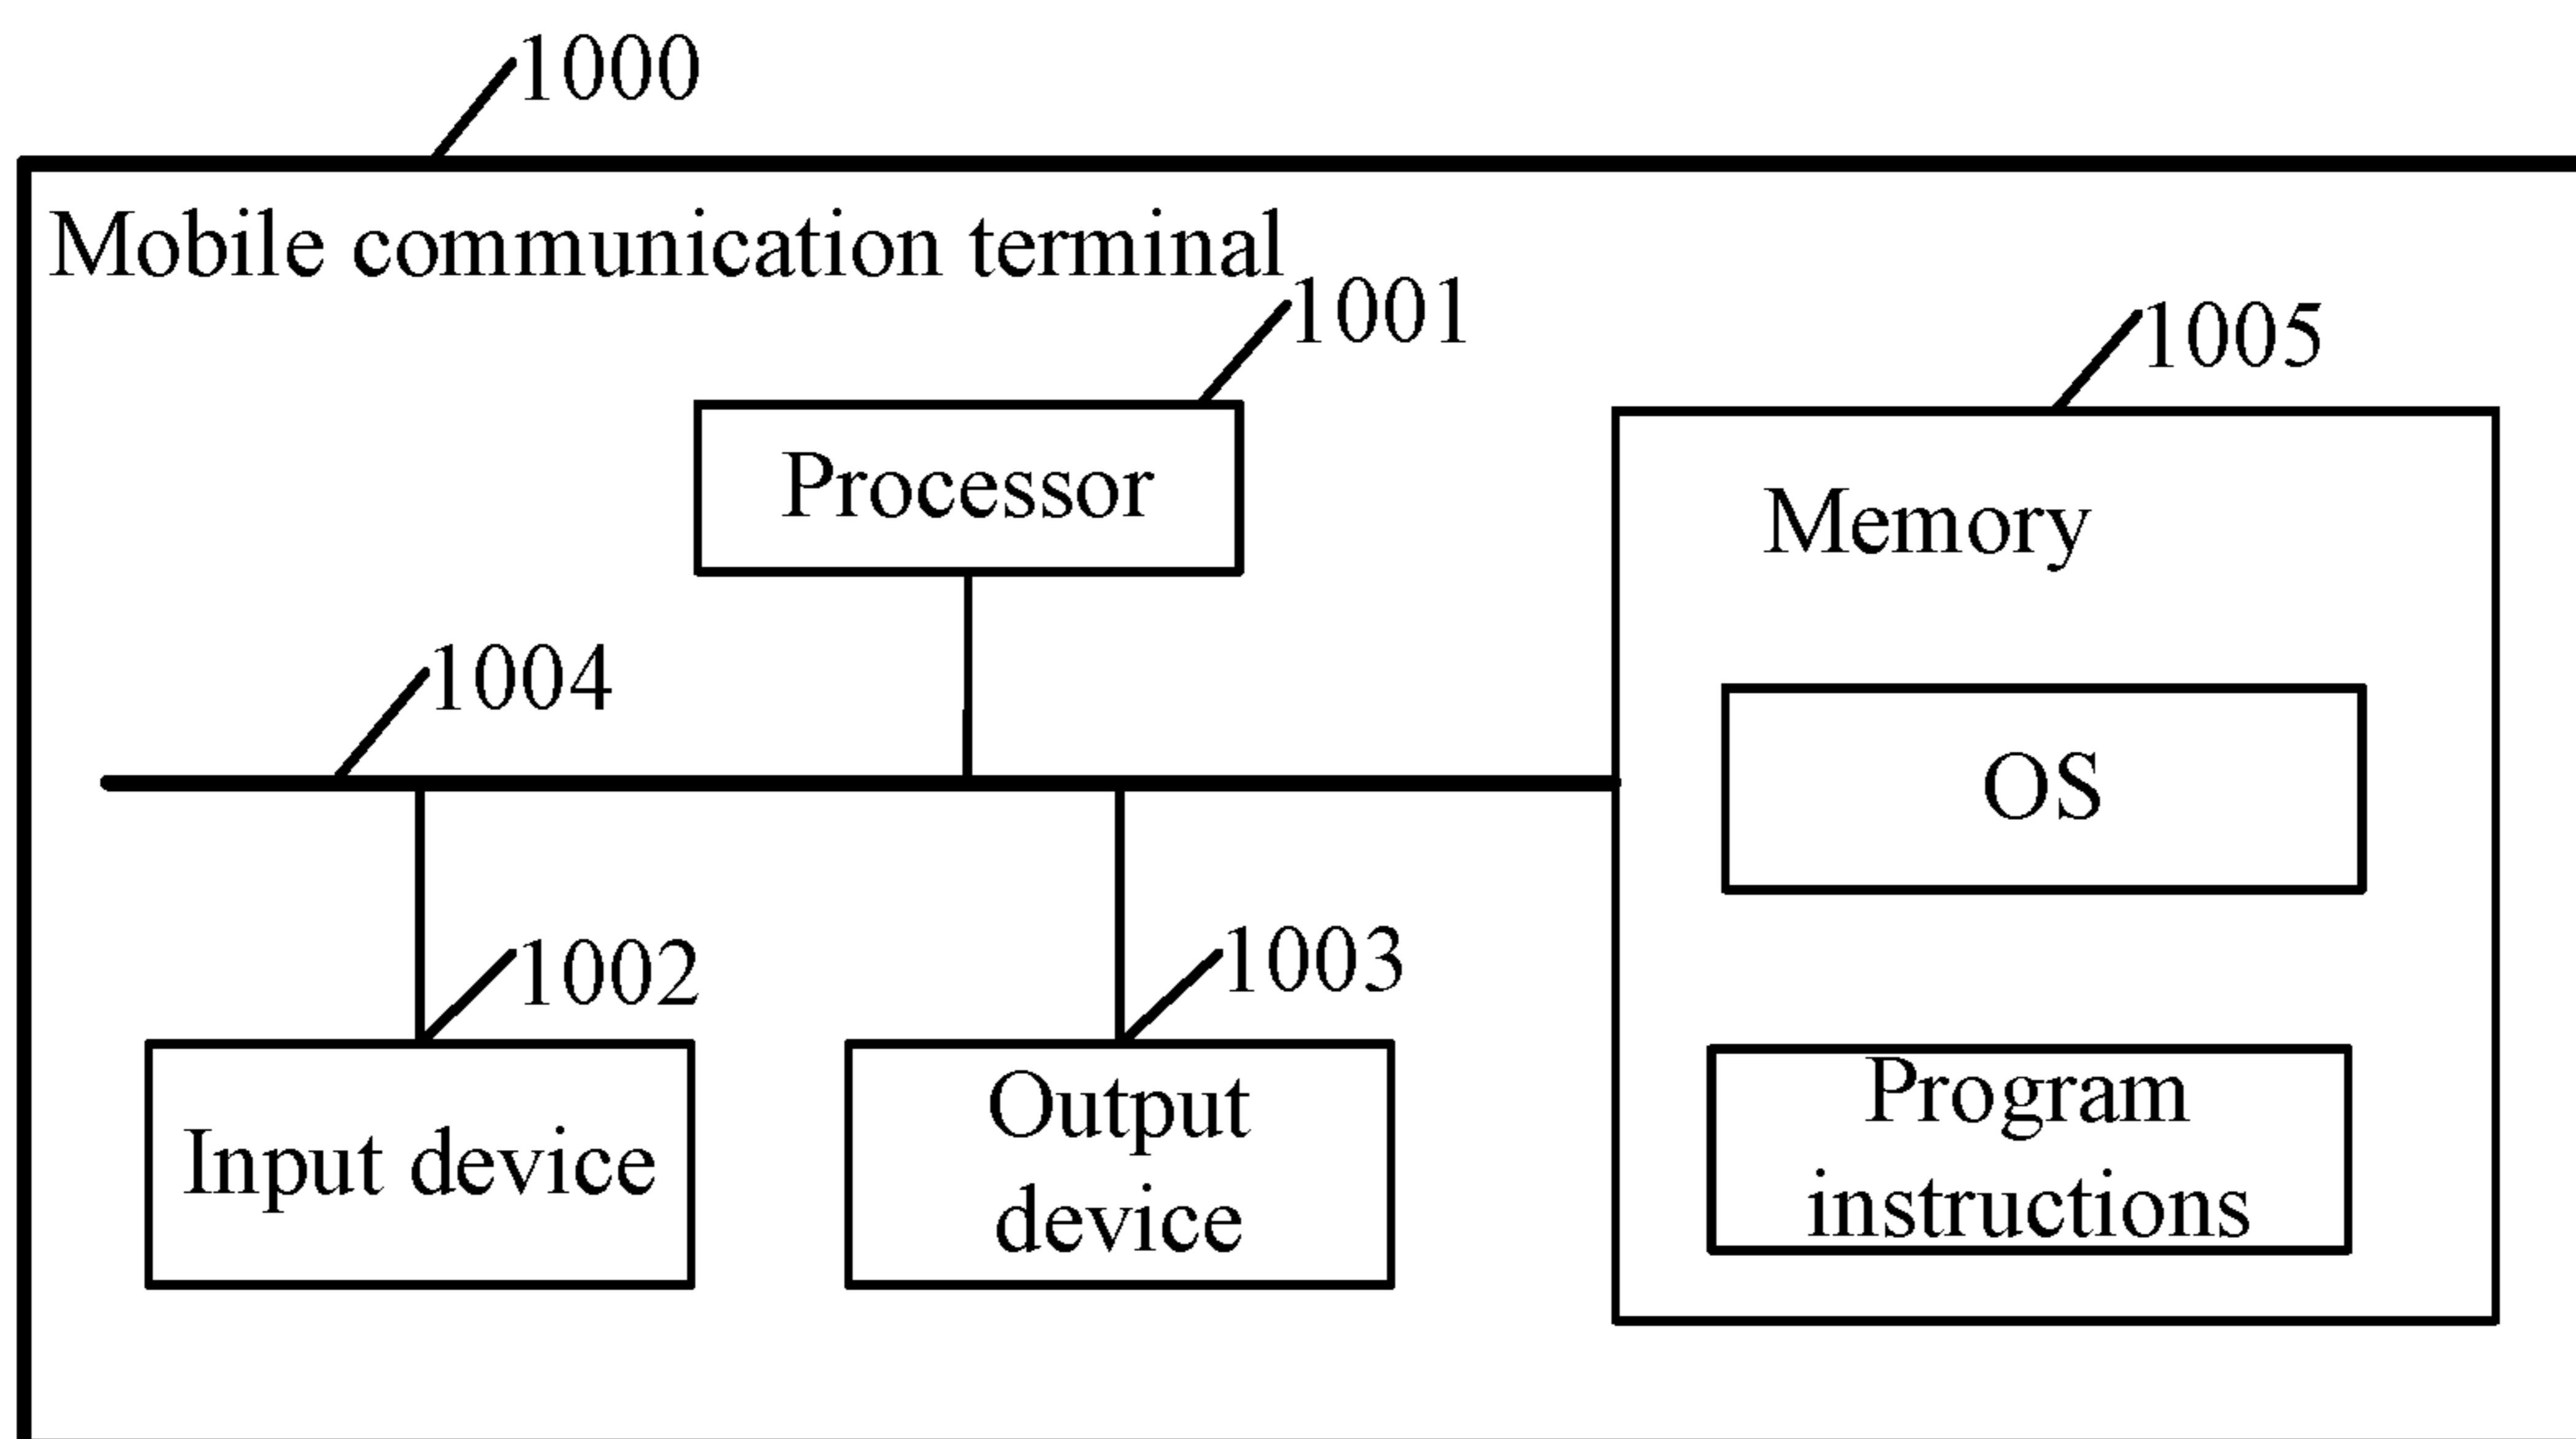 1000
Mobile communication terminal
1001
1005
Processor
Memory
1004
OS
1002
1003
Input device
Output
device
Program
instructions